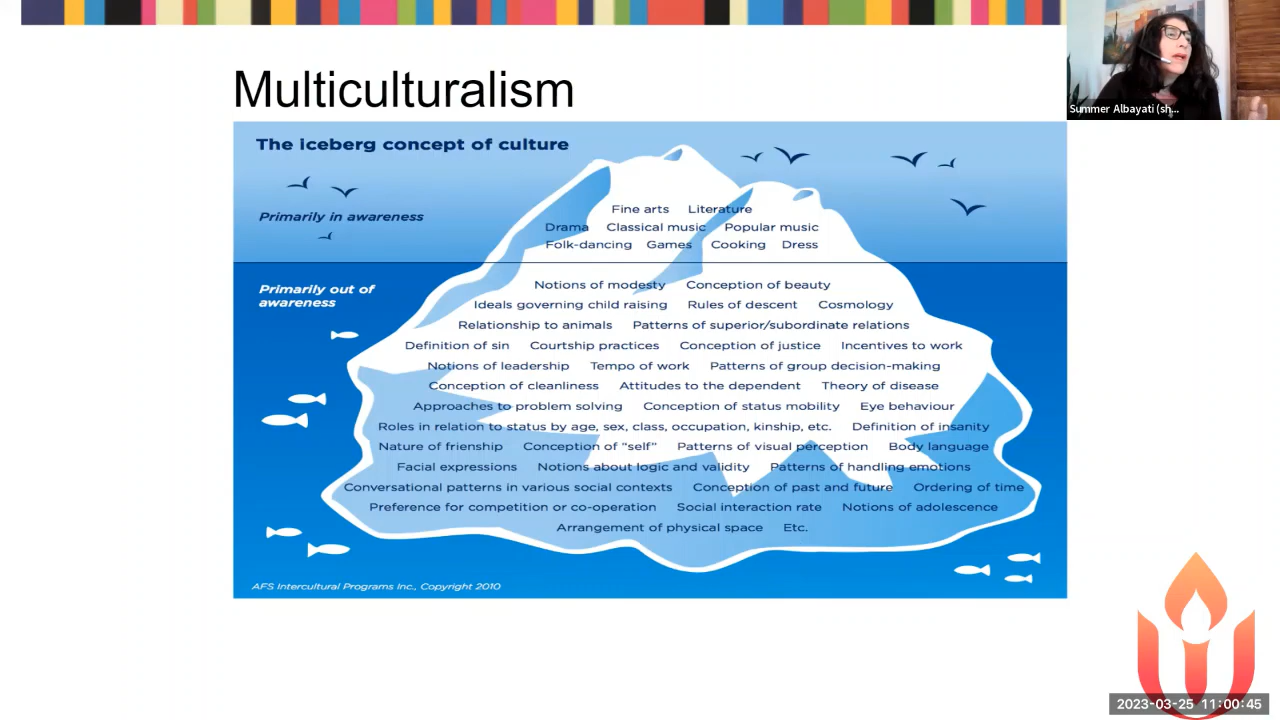 Summer Albayati (sh...
Multiculturalism
The iceberg concept of culture
Primarily in awareness
Fine arts Literature
Drama Classical music Popular music
Folk-dancing Games Cooking Dress
Primarily out of
awareness
Notions of modesty Conception of beauty
Ideals governing child raising Rules of descent Cosmology
Relationship to animals Patterns of superior/subordinate relations
Definition of sin Courtship practices Conception of justice Incentives to work
Notions of leadership Tempo of work Patterns of group decision-making
Conception of cleanliness Attitudes to the dependent Theory of disease
Approaches to problem solving Conception of status mobility Eye behaviour
Roles in relation to status by age, sex, class, occupation, kinship, etc. Definition of insanity
Nature of frienship Conception of “self” Patterns of visual perception Body language
Facial expressions Notions about logic and validity Patterns of handling emotions
Conversational patterns in various social contexts Conception of past and future Ordering of time
Preference for competition or co-operation Social interaction rate Notions of adolescence
Arrangement of physical space Etc.
AFS Intercultural Programs Inc., Copyright 2010
2023-03-25 11:00:45